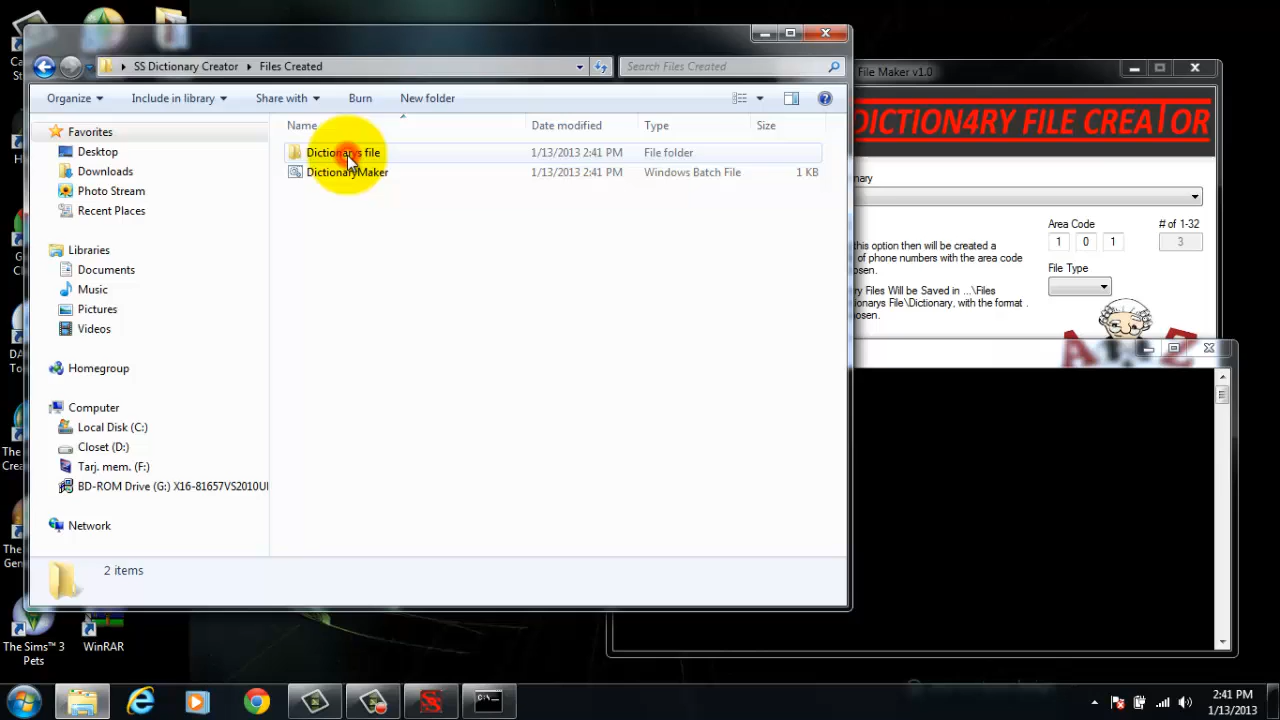 SS Dictionary Creator
Files Created
Search Files Created
File Maker v1.0
Organize
Include in library
Share with
Burn
New folder
DICTION4RY FILE CREATOR
Name
Date modified
Type
Size
Favorites
Desktop
Downloads
Photo Stream
Recent Places
Dictionarys file
1/13/2013 2:41 PM
File folder
DictionaryMaker
1/13/2013 2:41 PM
Windows Batch File
1 KB
nary
Area Code
# of 1-32
1
0
1
3
this option then will be created a
of phone numbers with the area code
osen.
File Type
ry Files Will be Saved in ...\Files
tionarys File\Dictionary, with the format .
osen.
Libraries
Documents
Music
Pictures
Videos
Homegroup
Computer
Local Disk (C:)
Closet (D:)
Tarj. mem. (F:)
BD-ROM Drive (G:) X16-81657VS2010UI
Network
2 items
The Sims™ 3
Pets
WinRAR
2:41 PM
1/13/2013